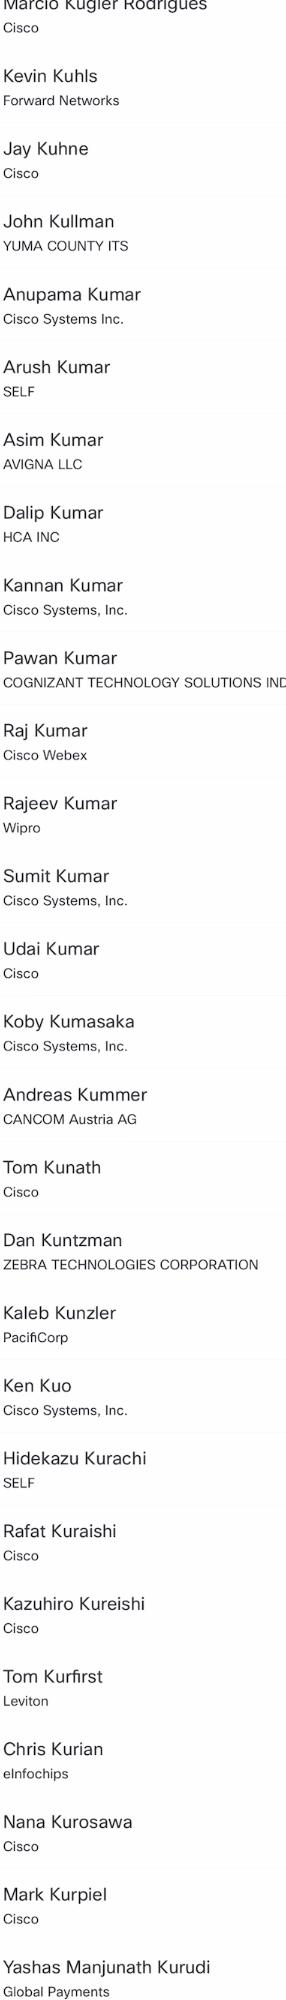 Marcio Kugler Rodrigues
Cisco
Kevin Kuhls
Forward Networks
Jay Kuhne
Cisco
John Kullman
YUMA COUNTY ITS
Anupama Kumar
Cisco Systems Inc.
Arush Kumar
SELF
Asim Kumar
AVIGNA LLC
Dalip Kumar
HCA INC
Kannan Kumar
Cisco Systems, Inc.
Pawan Kumar
COGNIZANT TECHNOLOGY SOLUTIONS IND
Raj Kumar
Cisco Webex
Rajeev Kumar
Wipro
Sumit Kumar
Cisco Systems, Inc.
Udai Kumar
Cisco
Koby Kumasaka
Cisco Systems, Inc.
Andreas Kummer
CANCOM Austria AG
Tom Kunath
Cisco
Dan Kuntzman
ZEBRA TECHNOLOGIES CORPORATION
Kaleb Kunzler
PacifiCorp
Ken Kuo
Cisco Systems, Inc.
Hidekazu Kurachi
SELF
Rafat Kuraishi
Cisco
Kazuhiro Kureishi
Cisco
Tom Kurfirst
Leviton
Chris Kurian
eInfochips
Nana Kurosawa
Cisco
Mark Kurpiel
Cisco
Yashas Manjunath Kurudi
Global Payments